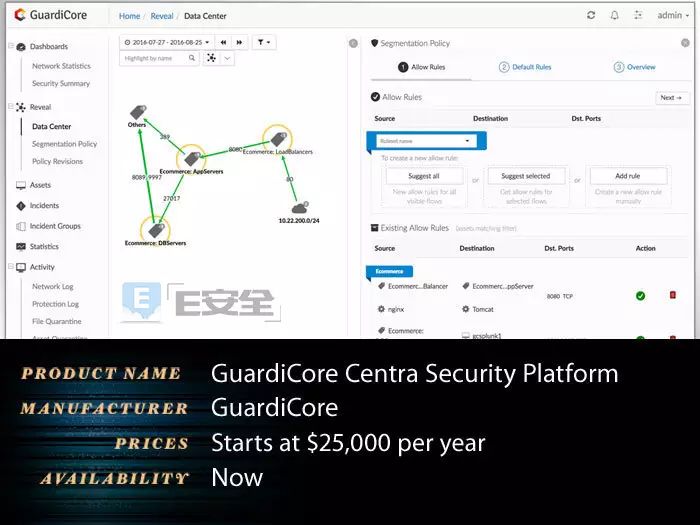 GuardiCore
Home / Reveal / Data Center
admin
Dashboards
Network Statistics
Security Summary
Reveal
Data Center
Segmentation Policy
Policy Revisions
Assets
Incidents
Incident Groups
Statistics
Activity
Network Log
Protection Log
File Quarantine
2016-07-27 - 2016-08-25
Highlight by name
Others
389
Ecommerce: AppServers
8080
Ecommerce: LoadBalancers
80
8089, 9997
27017
10.22.200.0/24
Ecommerce: DBServers
E安全
Segmentation Policy
1 Allow Rules
2 Default Rules
3 Overview
Allow Rules
Next →
Source Destination Dst. Ports
Ruleset name
To create a new allow rule:
Suggest all or Suggest selected or Add rule
New allow rules for all visible flows
Get allow rules for selected flows
Create a new allow rule manually
Existing Allow Rules (assets matching filter)
Source Destination Dst. Ports Action
Ecommerce
Ecommerc...Balancer Ecommerc...ppServer 8080 TCP
nginx Tomcat
Ecommerce: gcsplunk1
PRODUCT NAME GuardiCore Centra Security Platform
MANUFACTURER GuardiCore
PRICES Starts at $25,000 per year
AVAILABILITY Now